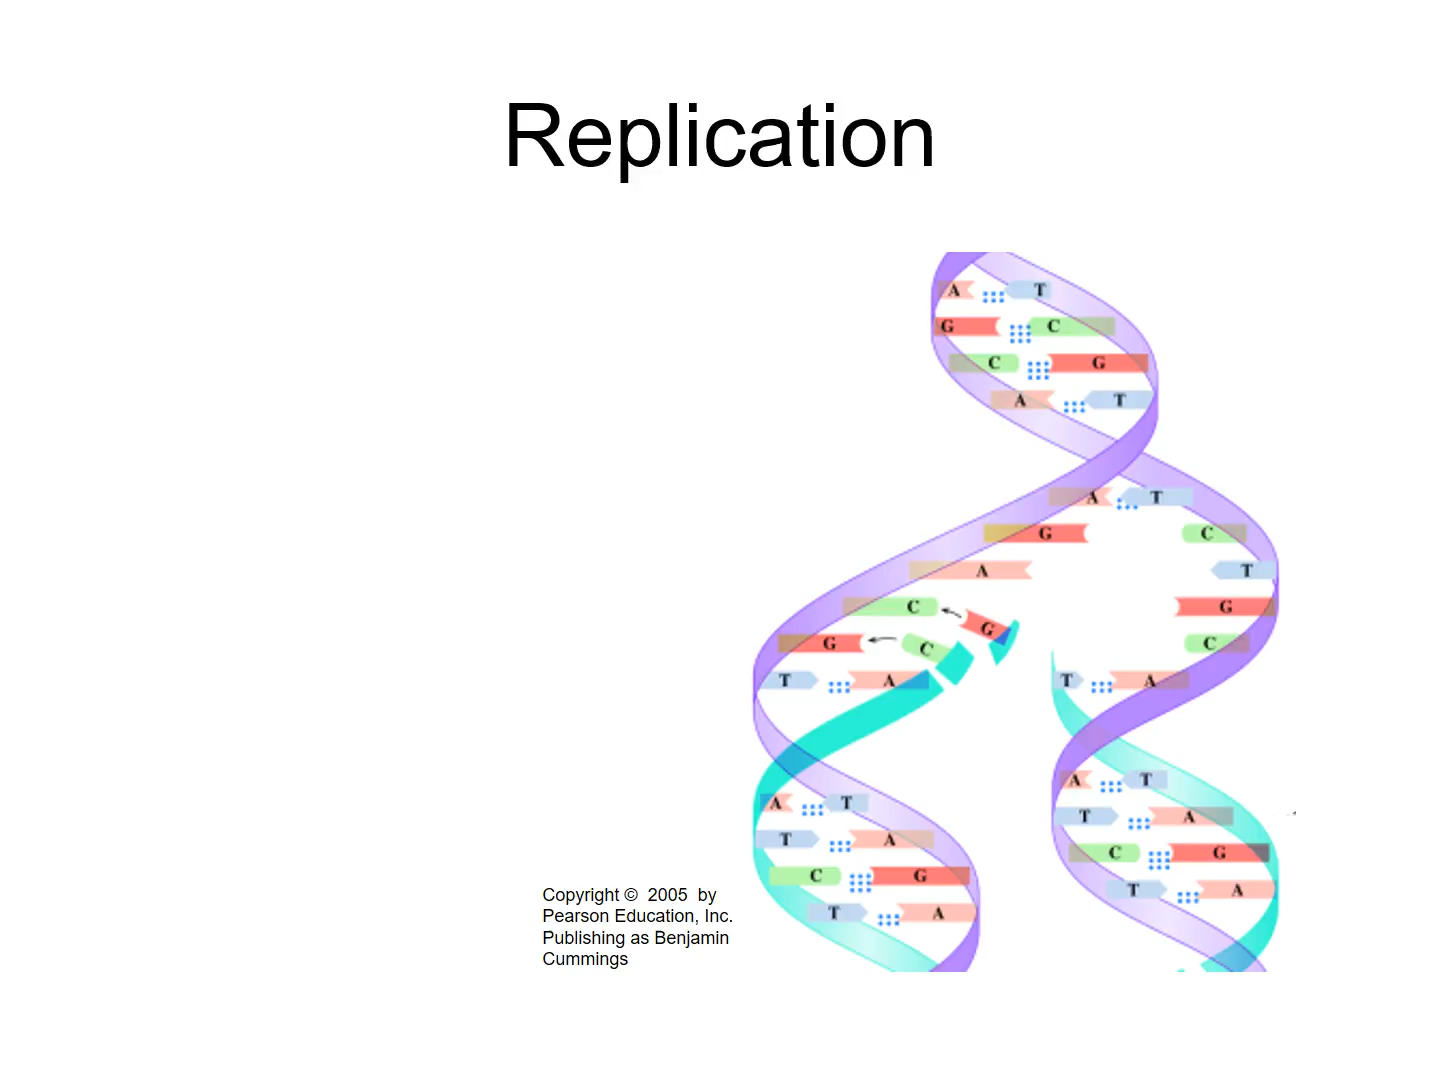 Replication
A T
G C
C G
A T
A T
G C
A T
C G G
G C C
T A T A
A T
A T
T A
T A
C G
C G
T A
T A
Copyright © 2005 by
Pearson Education, Inc.
Publishing as Benjamin
Cummings